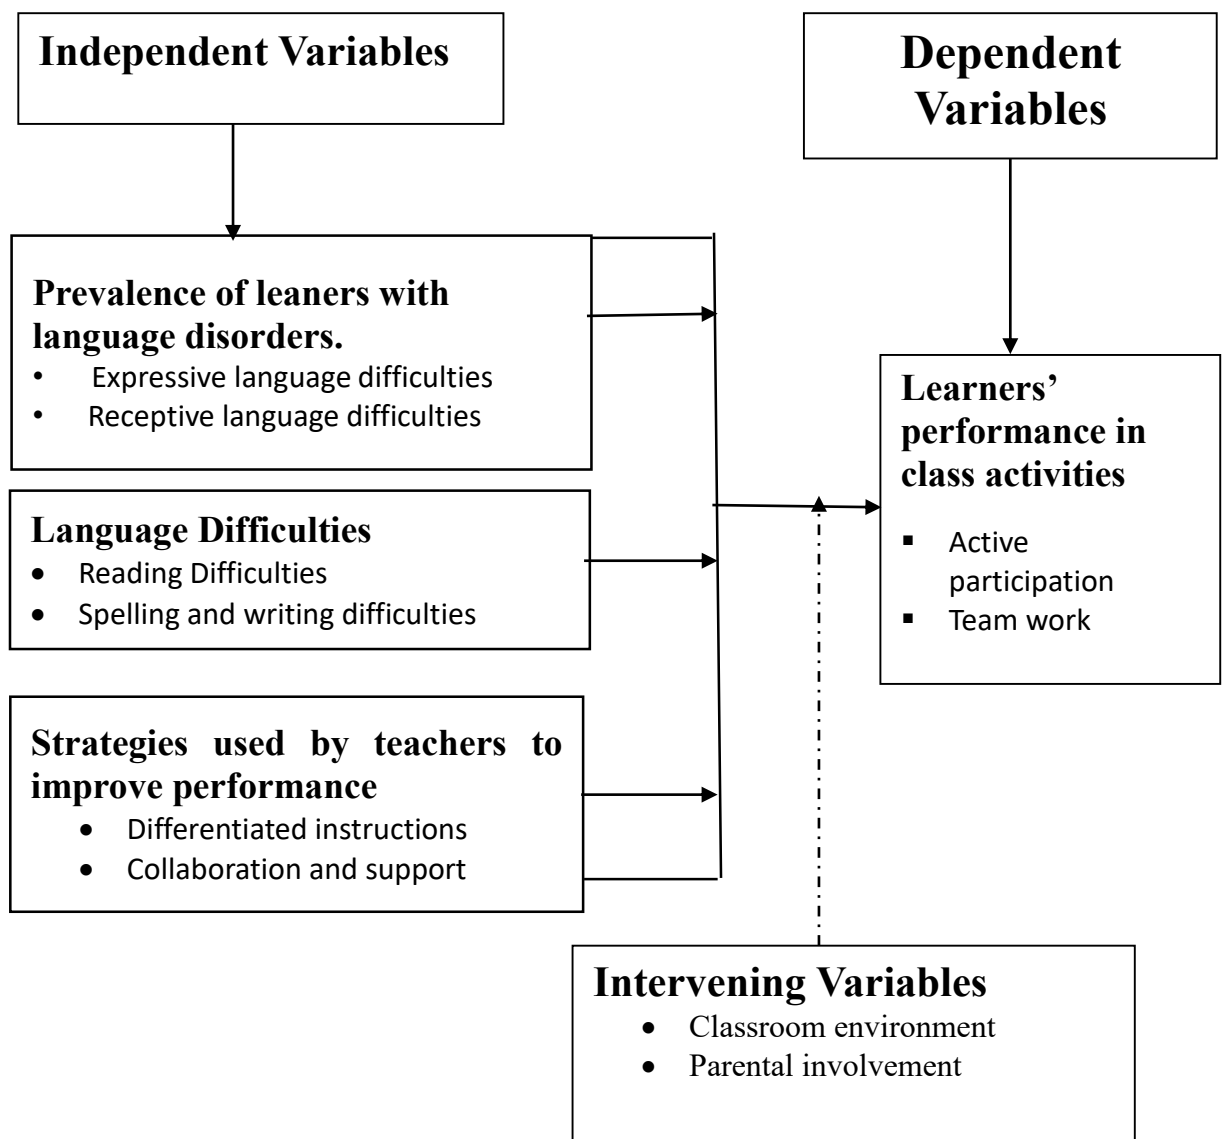 Independent Variables
Dependent
Variables
Prevalence of leaners with
language disorders.
• Expressive language difficulties
• Receptive language difficulties
Language Difficulties
• Reading Difficulties
• Spelling and writing difficulties
Strategies used by teachers to
improve performance
• Differentiated instructions
• Collaboration and support
Learners’
performance in
class activities
▪ Active
participation
▪ Team work
Intervening Variables
• Classroom environment
• Parental involvement